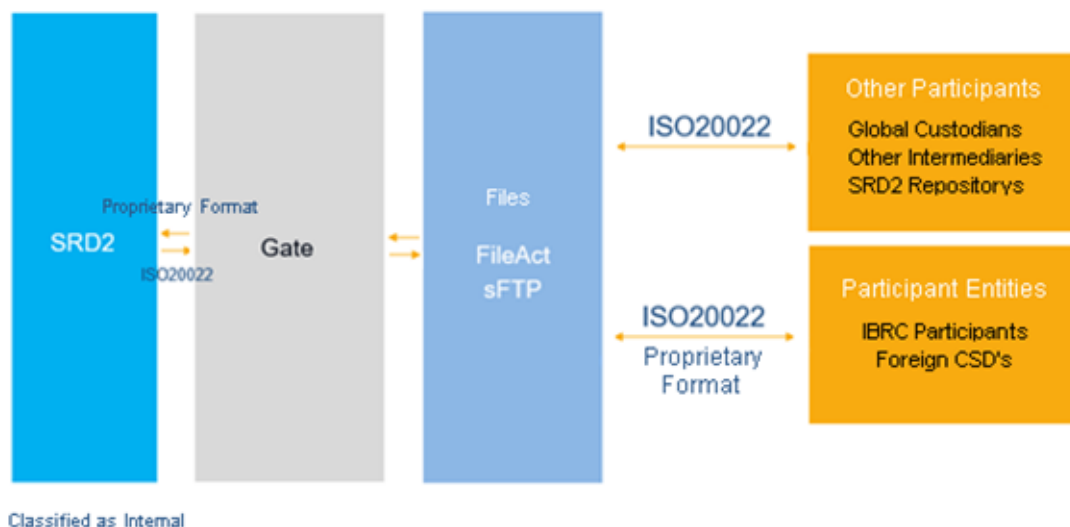 SRD2
Proprietary Format
ISO20022
Gate
Files
FileAct
sFTP
ISO20022
ISO20022
Proprietary
Format
Other Participants
Global Custodians
Other Intermediaries
SRD2 Repositorys
Participant Entities
IBRC Participants
Foreign CSD's
Classified as Internal